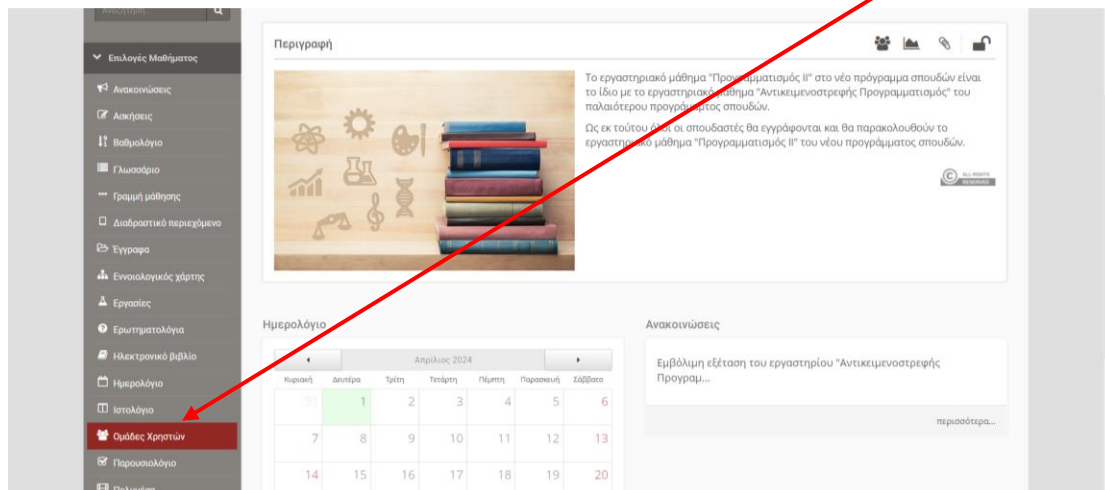 Αναζήτηση...
Επιλογές Μαθήματος
Ανακοινώσεις
Ασκήσεις
Βαθμολόγιο
Γλωσσάριο
Γραμμή μάθησης
Διαδραστικό περιεχόμενο
Έγγραφα
Εννοιολογικός χάρτης
Εργασίες
Ερωτηματολόγια
Ηλεκτρονικό βιβλίο
Ημερολόγιο
Ιστολόγιο
Ομάδες Χρηστών
Παρουσιολόγιο
Πολυμέσα
Περιγραφή
Το εργαστηριακό μάθημα "Προγραμματισμός ΙΙ" στο νέο πρόγραμμα σπουδών είναι
το ίδιο με το εργαστηριακό μάθημα "Αντικειμενοστρεφής Προγραμματισμός" του
παλαιότερου προγράμματος σπουδών.
Ως εκ τούτου όλοι οι σπουδαστές θα εγγράφονται και θα παρακολουθούν το
εργαστηριακό μάθημα "Προγραμματισμός ΙΙ" του νέου προγράμματος σπουδών.
© ALL RIGHTS
RESERVED
Ημερολόγιο
Απρίλιος 2024
Κυριακή Δευτέρα Τρίτη Τετάρτη Πέμπτη Παρασκευή Σάββατο
31 1 2 3 4 5 6
7 8 9 10 11 12 13
14 15 16 17 18 19 20
Ανακοινώσεις
Εμβόλιμη εξέταση του εργαστηρίου "Αντικειμενοστρεφής
Προγραμ...
περισσότερα...